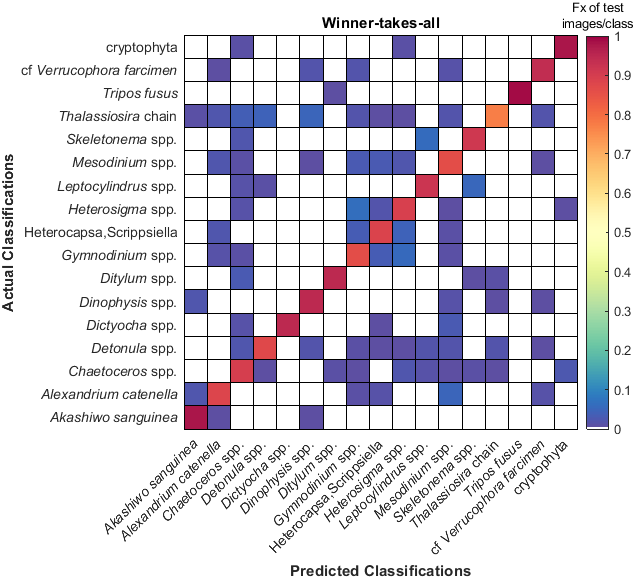 Winner-takes-all
Fx of test
images/class
Actual Classifications
cryptophyta
cf Verrucophora farcimen
Tripos fusus
Thalassiosira chain
Skeletonema spp.
Mesodinium spp.
Leptocylindrus spp.
Heterosigma spp.
Heterocapsa,Scrippsiella
Gymnodinium spp.
Ditylum spp.
Dinophysis spp.
Dictyocha spp.
Detonula spp.
Chaetoceros spp.
Alexandrium catenella
Akashiwo sanguinea
1
0.9
0.8
0.7
0.6
0.5
0.4
0.3
0.2
0.1
0
Akashiwo sanguinea
Alexandrium catenella
Chaetoceros spp.
Detonula spp.
Dictyocha spp.
Dinophysis spp.
Ditylum spp.
Gymnodinium spp.
Heterocapsa,Scrippsiella
Heterosigma spp.
Leptocylindrus spp.
Mesodinium spp.
Skeletonema spp.
Thalassiosira chain
Tripos fusus
cf Verrucophora farcimen
cryptophyta
Predicted Classifications